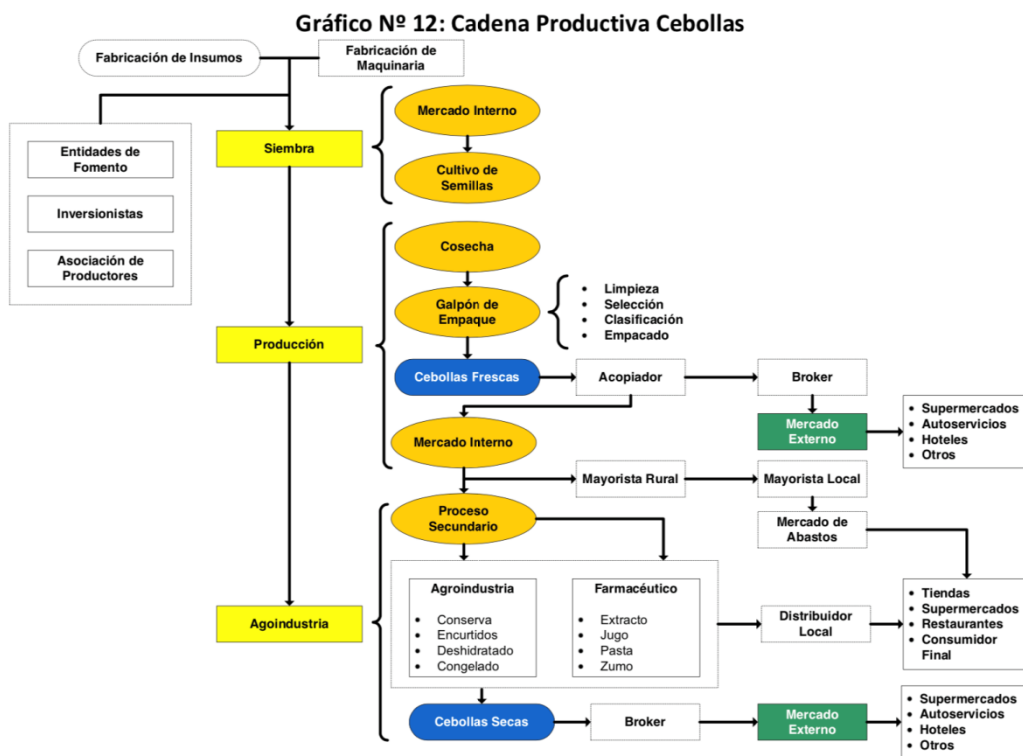 Gráfico Nº 12: Cadena Productiva Cebollas
Fabricación de Insumos
Fabricación de
Maquinaria
Entidades de
Fomento
Inversionistas
Asociación de
Productores
Siembra
Mercado Interno
Cultivo de
Semillas
Producción
Cosecha
Galpón de
Empaque
• Limpieza
• Selección
• Clasificación
• Empacado
Cebollas Frescas
Acopiador
Broker
Mercado
Externo
• Supermercados
• Autoservicios
• Hoteles
• Otros
Mercado Interno
Mayorista Rural
Mayorista Local
Mercado de
Abastos
Agoindustria
Proceso
Secundario
Agroindustria
• Conserva
• Encurtidos
• Deshidratado
• Congelado
Farmacéutico
• Extracto
• Jugo
• Pasta
• Zumo
Distribuidor
Local
• Tiendas
• Supermercados
• Restaurantes
• Consumidor
Final
Cebollas Secas
Broker
Mercado
Externo
• Supermercados
• Autoservicios
• Hoteles
• Otros